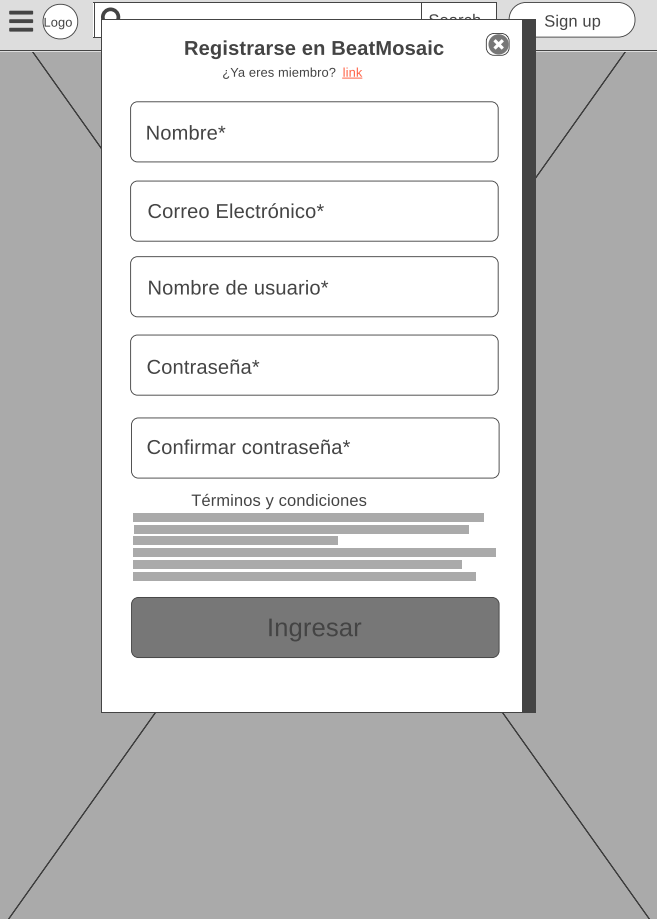 Logo
Search
Sign up
Registrarse en BeatMosaic
¿Ya eres miembro? link
Nombre*
Correo Electrónico*
Nombre de usuario*
Contraseña*
Confirmar contraseña*
Términos y condiciones
Ingresar